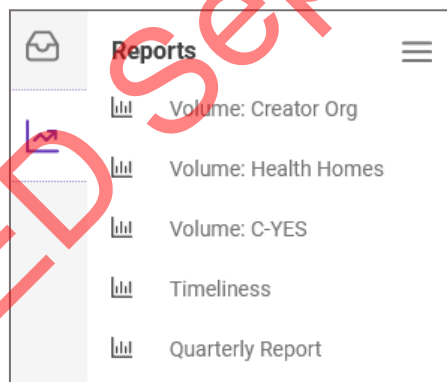 Reports
Volume: Creator Org
Volume: Health Homes
Volume: C-YES
Timeliness
Quarterly Report